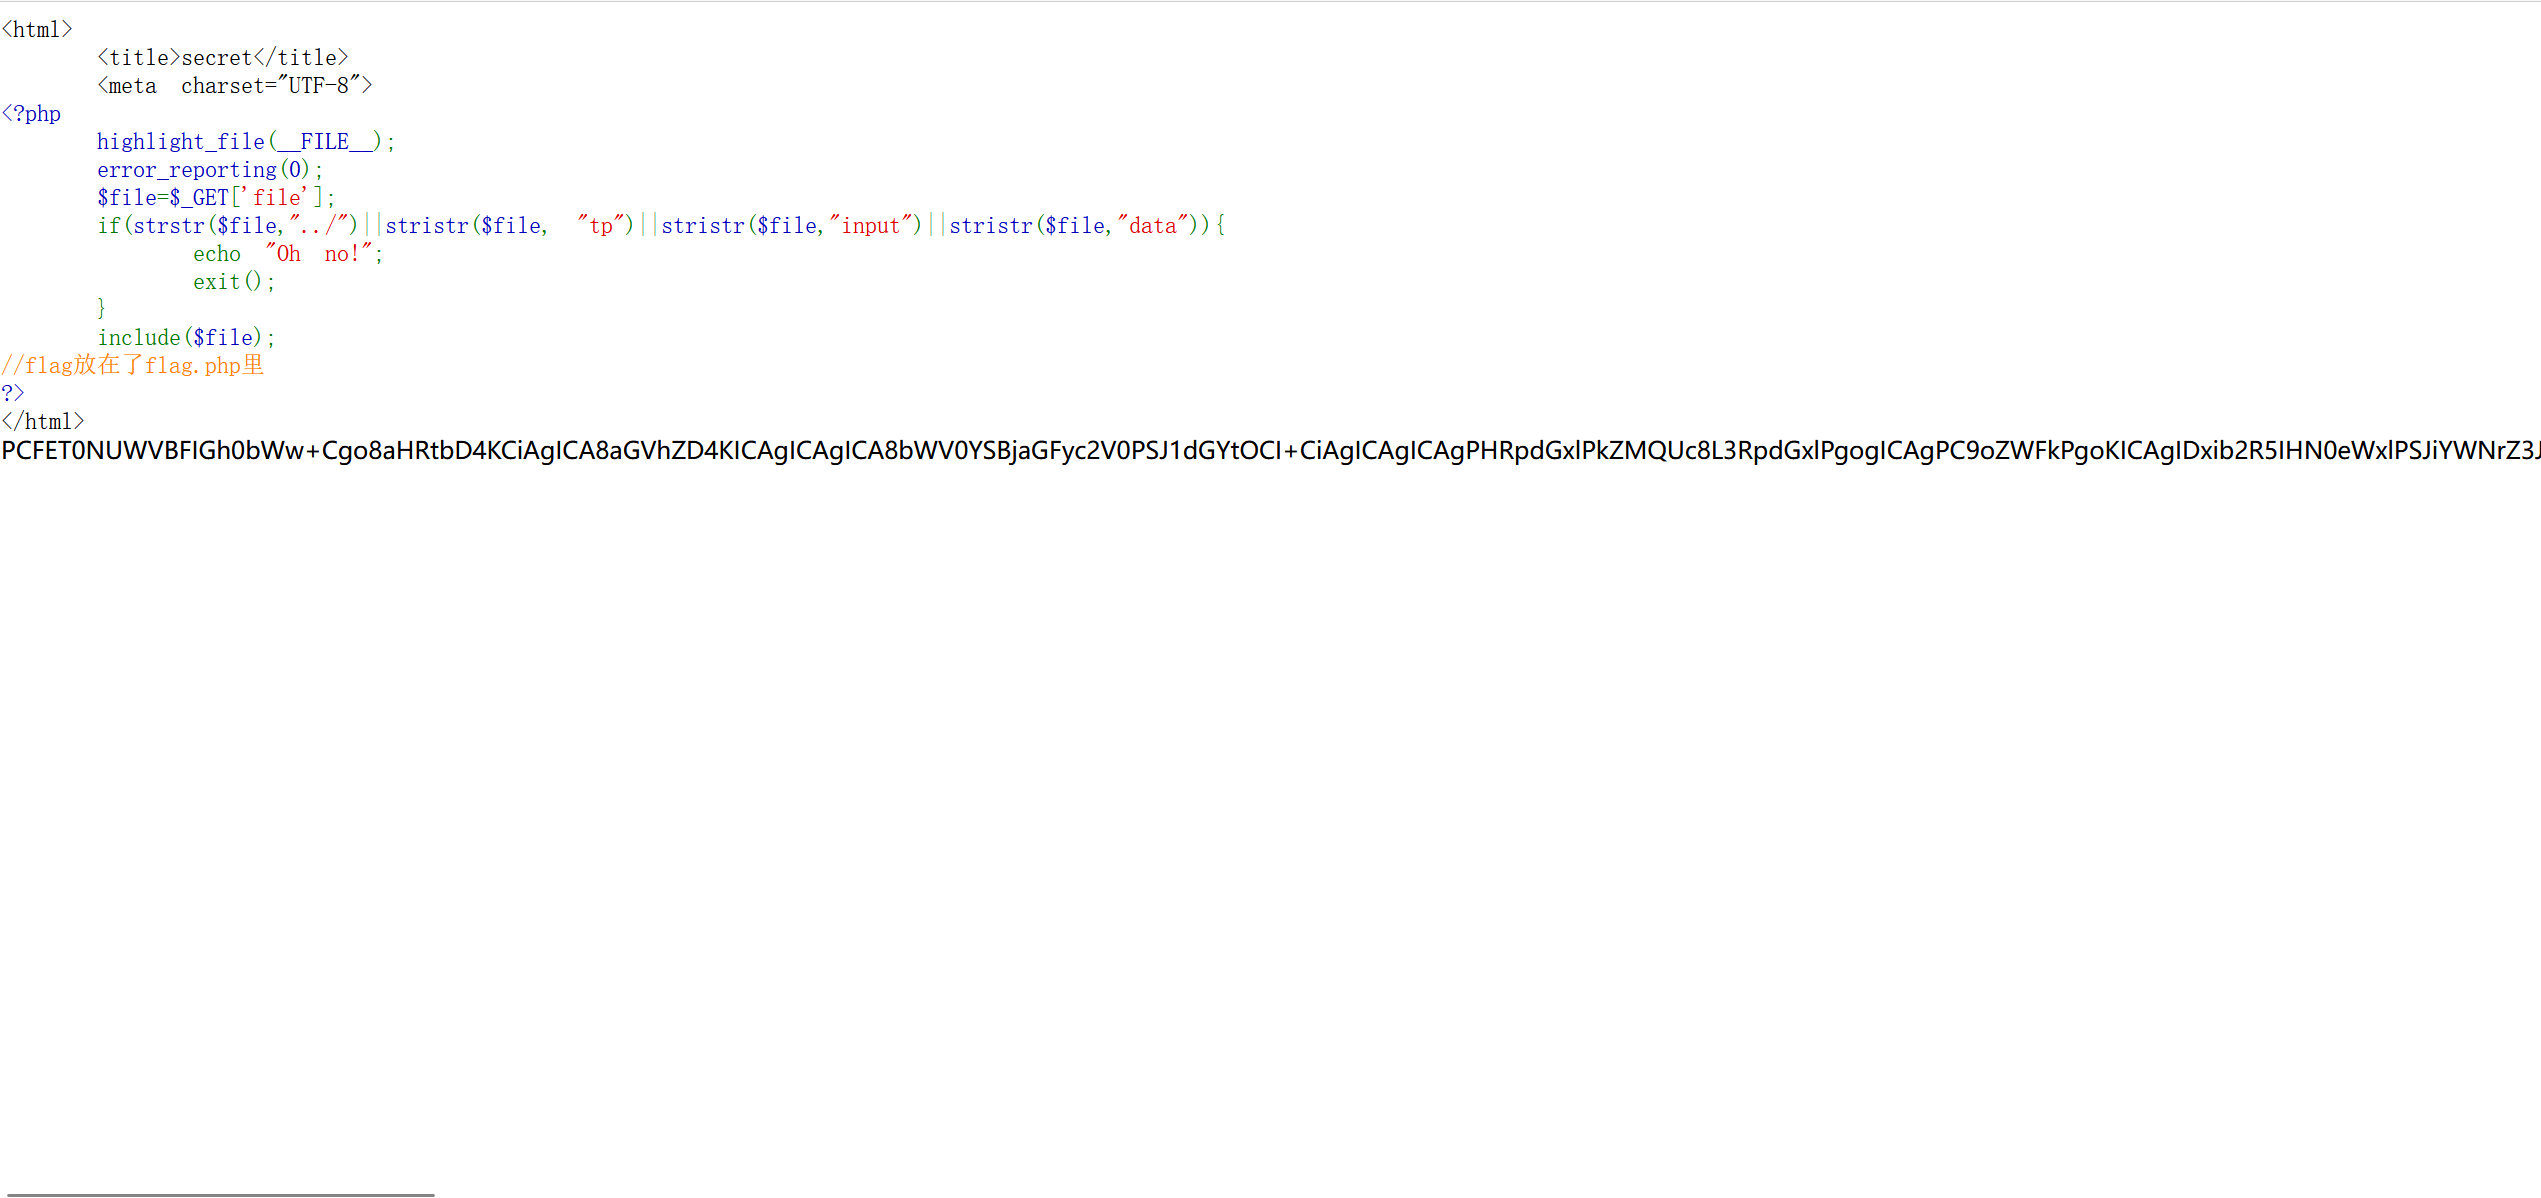 <html>
<title>secret</title>
<meta charset="UTF-8">
<?php
highlight_file(__FILE__);
error_reporting(0);
$file=$_GET['file'];
if(strstr($file,"../")||stristr($file, "tp")||stristr($file,"input")||stristr($file,"data")){
echo "Oh no!";
exit();
}
include($file);
//flag放在了flag.php里
?>
</html>
PCFET0NUWVBFIGh0bWw+Cgo8aHRtbD4KCiAgICA8aGVhZD4KICAgICAgICA8bWV0YSBjaGFyc2V0PSJ1dGYtOCI+CiAgICAgICAgPHRpdGxlPkZMQUc8L3RpdGxlPgogICAgPC9oZWFkPgoKICAgIDxib2R5IHN0eWxlPSJiYWNrZ3J